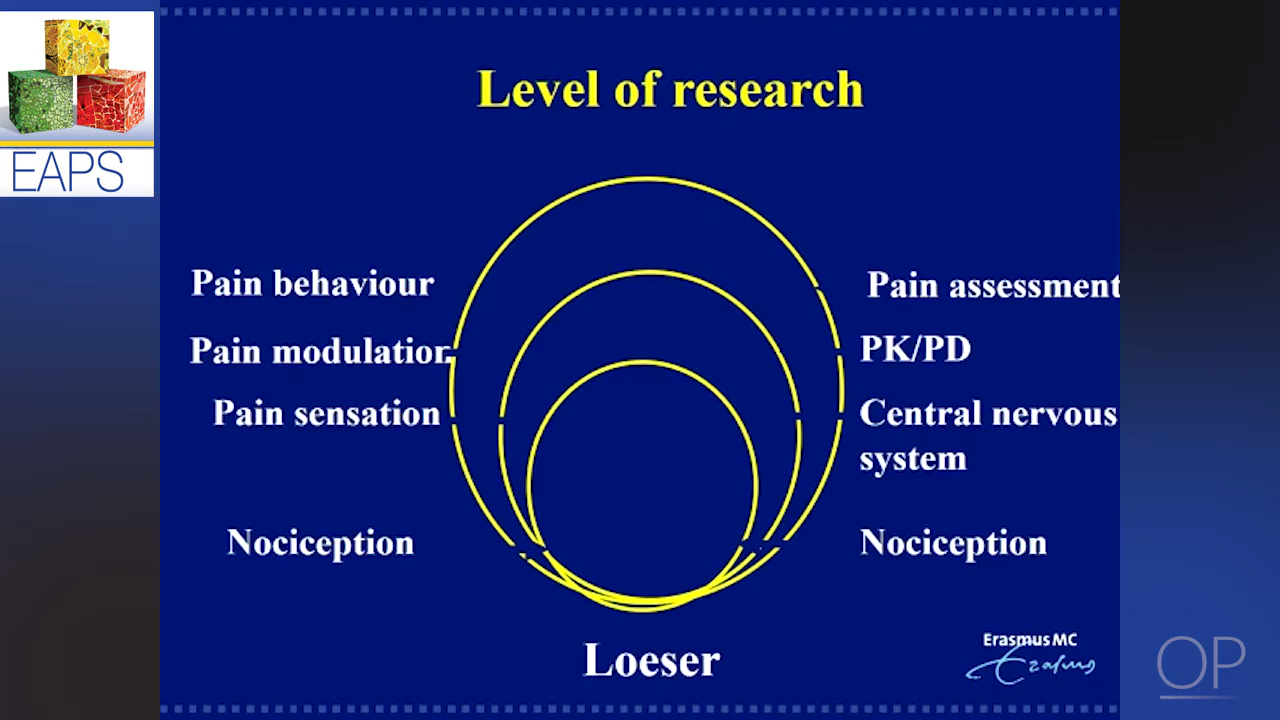 EAPS
Level of research
Pain behaviour
Pain modulation
Pain sensation
Nociception
Pain assessment
PK/PD
Central nervous
system
Nociception
Loeser
Erasmus MC
Erasmus
OP